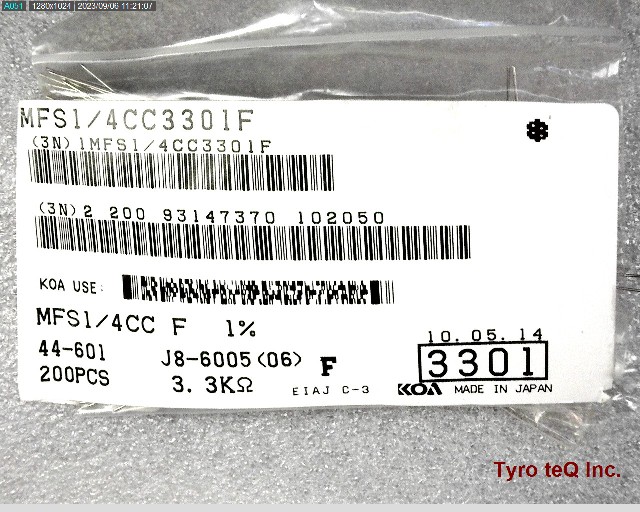 A051 1280x1024 2023/09/06 11:21:07
MFS1/4CC3301F
(3N)1MFS1/4CC3301F
(3N)2 200 93147370 102050
KOA USE:
MFS1/4CC F 1%
10.05.14
44-601 J8-6005(06) F 3301
200PCS 3.3KΩ EIAJ C-3 KOA MADE IN JAPAN
Tyro teQ Inc.